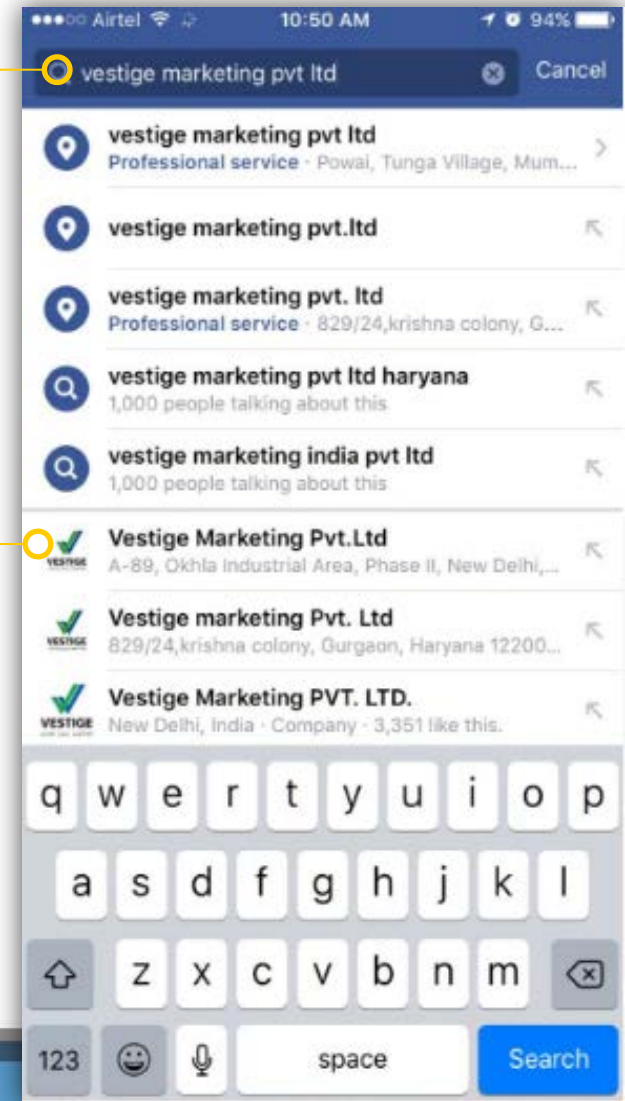 Airtel 10:50 AM 94%
vestige marketing pvt ltd Cancel
vestige marketing pvt ltd
Professional service · Powai, Tunga Village, Mum...
vestige marketing pvt.ltd
vestige marketing pvt. ltd
Professional service · 829/24,krishna colony, G...
vestige marketing pvt ltd haryana
1,000 people talking about this
vestige marketing india pvt ltd
1,000 people talking about this
VESTIGE
Vestige Marketing Pvt.Ltd
A-89, Okhla Industrial Area, Phase II, New Delhi,...
VESTIGE
Vestige marketing Pvt. Ltd
829/24,krishna colony, Gurgaon, Haryana 12200...
VESTIGE
Vestige Marketing PVT. LTD.
New Delhi, India · Company · 3,351 like this.
q w e r t y u i o p
a s d f g h j k l
z x c v b n m
123 space Search